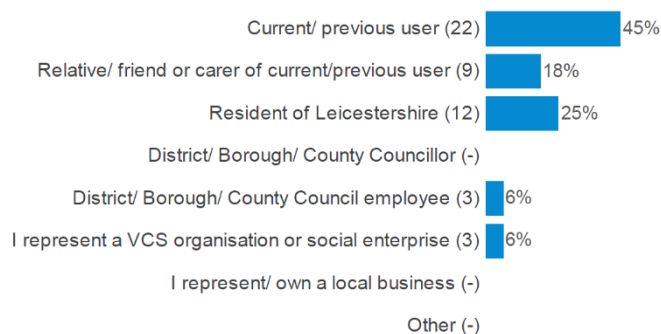 Current/ previous user (22) 45%
Relative/ friend or carer of current/previous user (9) 18%
Resident of Leicestershire (12) 25%
District/ Borough/ County Councillor (-)
District/ Borough/ County Council employee (3) 6%
I represent a VCS organisation or social enterprise (3) 6%
I represent/ own a local business (-)
Other (-)